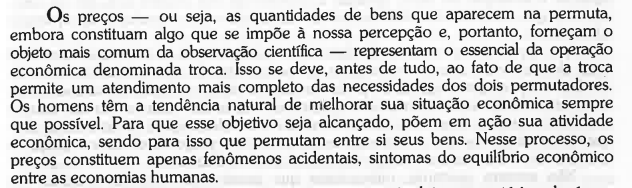 Os preços — ou seja, as quantidades de bens que aparecem na permuta,
embora constituam algo que se impõe à nossa percepção e, portanto, forneçam o
objeto mais comum da observação científica — representam o essencial da operação
econômica denominada troca. Isso se deve, antes de tudo, ao fato de que a troca
permite um atendimento mais completo das necessidades dos dois permutadores.
Os homens têm a tendência natural de melhorar sua situação econômica sempre
que possível. Para que esse objetivo seja alcançado, põem em ação sua atividade
econômica, sendo para isso que permutam entre si seus bens. Nesse processo, os
preços constituem apenas fenômenos acidentais, sintomas do equilíbrio econômico
entre as economias humanas.